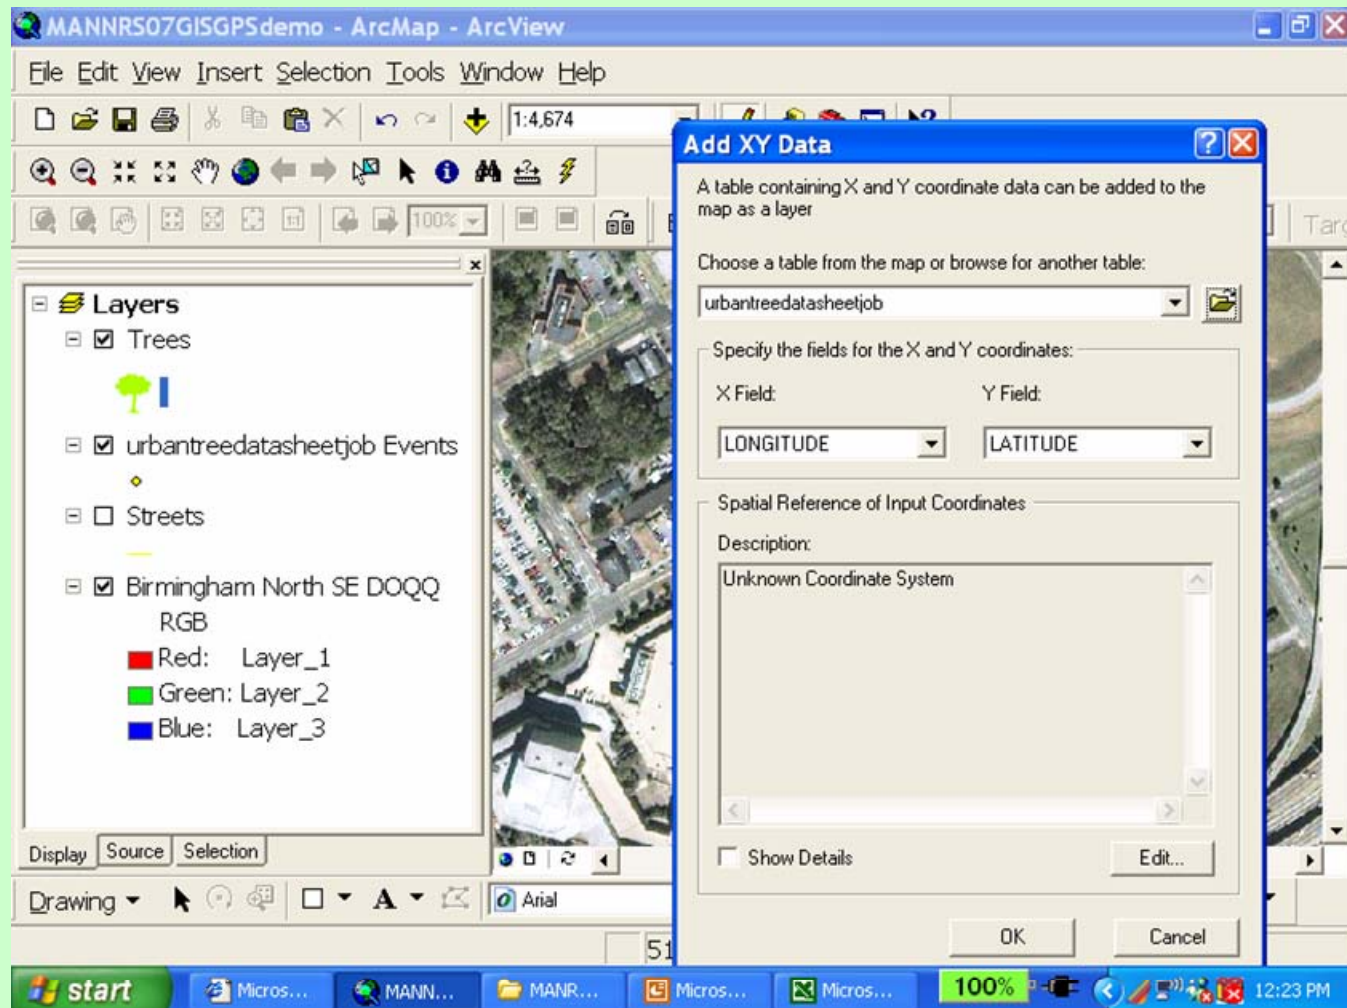 MANNRS07GISGPSdemo - ArcMap - ArcView
File Edit View Insert Selection Tools Window Help
1:4,674
100%
Targ
Layers
Trees
urbantreedatasheetjob Events
Streets
Birmingham North SE DOQQ
RGB
Red: Layer_1
Green: Layer_2
Blue: Layer_3
Display Source Selection
Drawing
A
Arial
51
Add XY Data
A table containing X and Y coordinate data can be added to the
map as a layer
Choose a table from the map or browse for another table:
urbantreedatasheetjob
Specify the fields for the X and Y coordinates:
X Field: Y Field:
LONGITUDE LATITUDE
Spatial Reference of Input Coordinates
Description:
Unknown Coordinate System
Show Details Edit...
OK Cancel
start Micros... MANN... MANR... Micros... Micros... 100% 12:23 PM